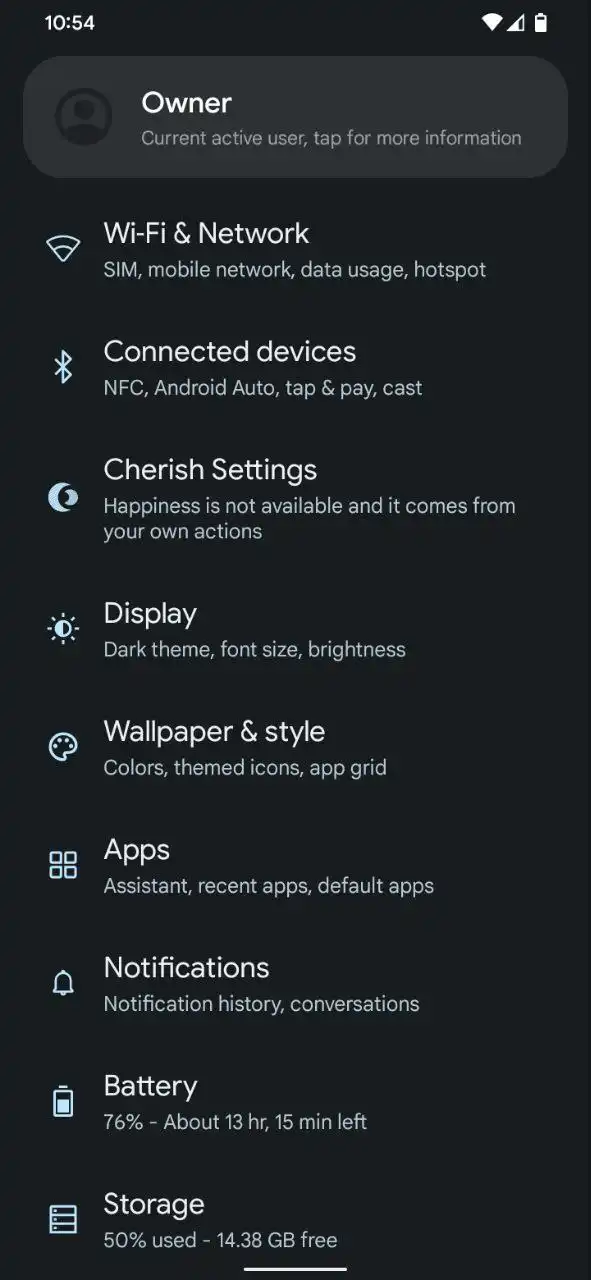 10:54
Owner
Current active user, tap for more information
Wi-Fi & Network
SIM, mobile network, data usage, hotspot
Connected devices
NFC, Android Auto, tap & pay, cast
Cherish Settings
Happiness is not available and it comes from
your own actions
Display
Dark theme, font size, brightness
Wallpaper & style
Colors, themed icons, app grid
Apps
Assistant, recent apps, default apps
Notifications
Notification history, conversations
Battery
76% - About 13 hr, 15 min left
Storage
50% used - 14.38 GB free